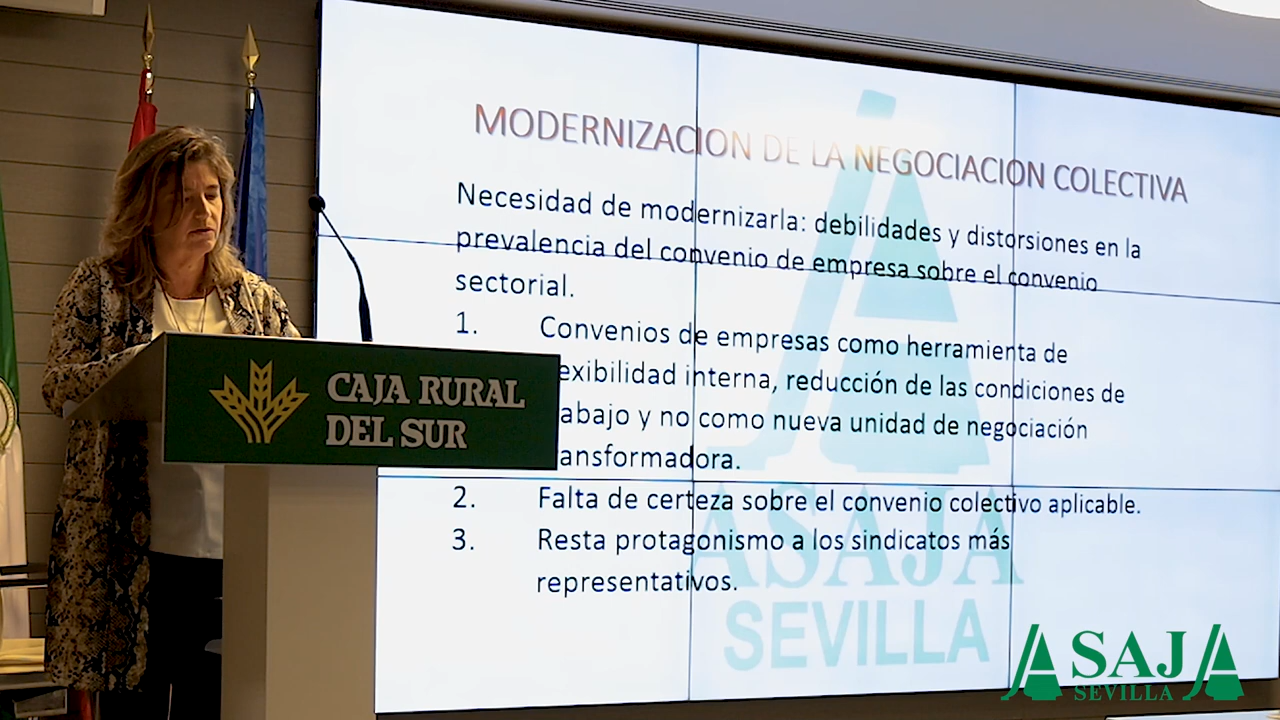 MODERNIZACION DE LA NEGOCIACION COLECTIVA
Necesidad de modernizarla: debilidades y distorsiones en la
prevalencia del convenio de empresa sobre el convenio
sectorial.
1. Convenios de empresas como herramienta de
exibilidad interna, reducción de las condiciones de
abajo y no como nueva unidad de negociación
ansformadora.
2. Falta de certeza sobre el convenio colectivo aplicable.
3. Resta protagonismo a los sindicatos más
representativos.
ASAJA
SEVILLA
CAJA RURAL
DEL SUR
ASAJA
SEVILLA